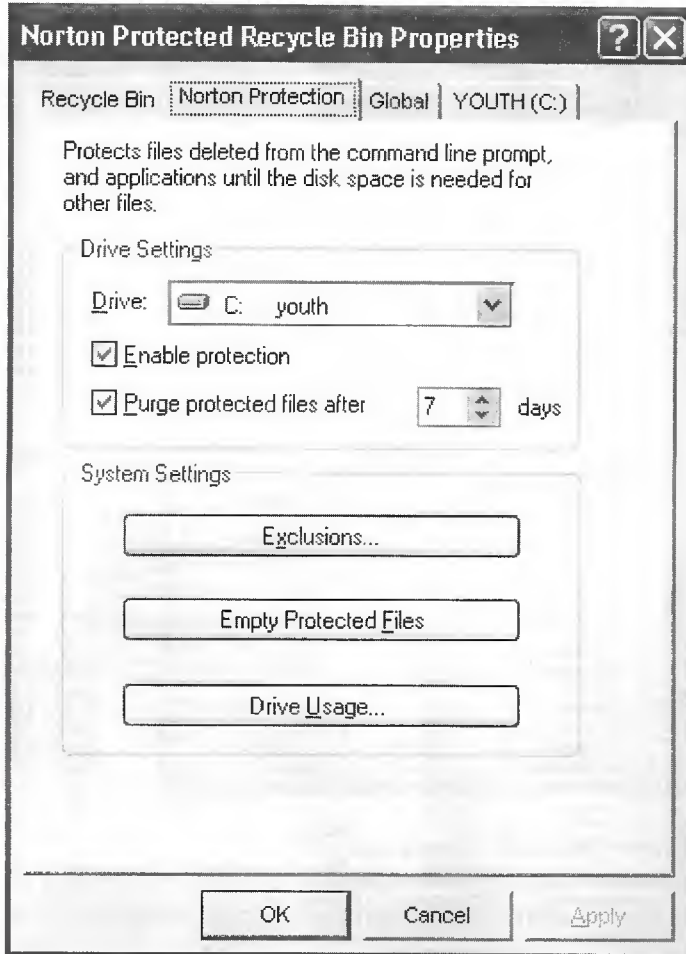 Norton Protected Recycle Bin Properties
Recycle Bin Norton Protection Global YOUTH (C:)
Protects files deleted from the command line prompt,
and applications until the disk space is needed for
other files.
Drive Settings
Drive: C: youth
Enable protection
Purge protected files after 7 days
System Settings
Exclusions...
Empty Protected Files
Drive Usage...
OK Cancel Apply